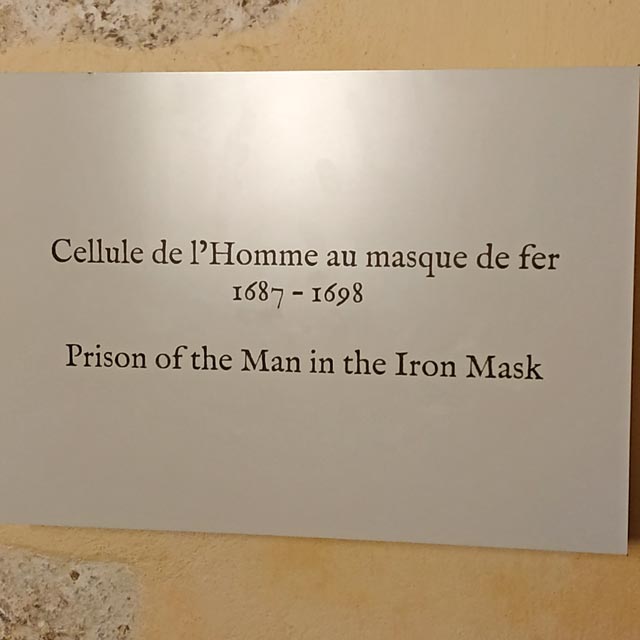 Cellule de l’Homme au masque de fer
1687 - 1698
Prison of the Man in the Iron Mask